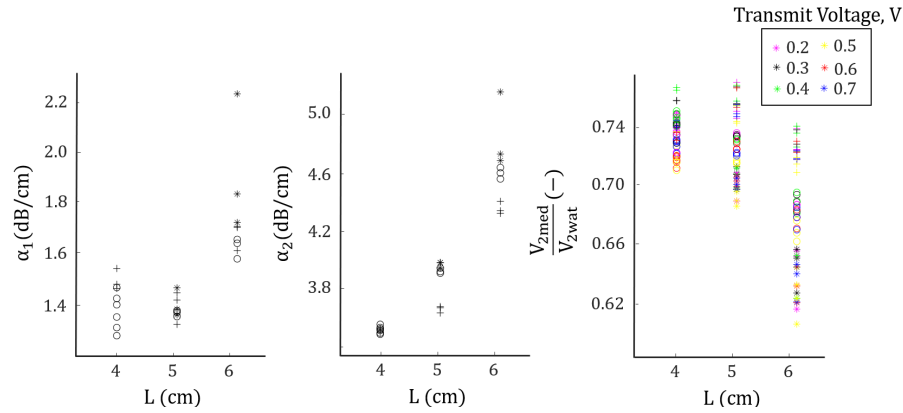 Transmit Voltage, V
* 0.2 * 0.5
* 0.3 * 0.6
* 0.4 * 0.7
2.2
2.0
1.8
1.6
1.4
α₁(dB/cm)
4 5 6
L (cm)
5.0
4.6
4.2
3.8
α₂(dB/cm)
4 5 6
L (cm)
0.74
0.70
0.66
0.62
V₂med
V₂wat
(−)
4 5 6
L (cm)